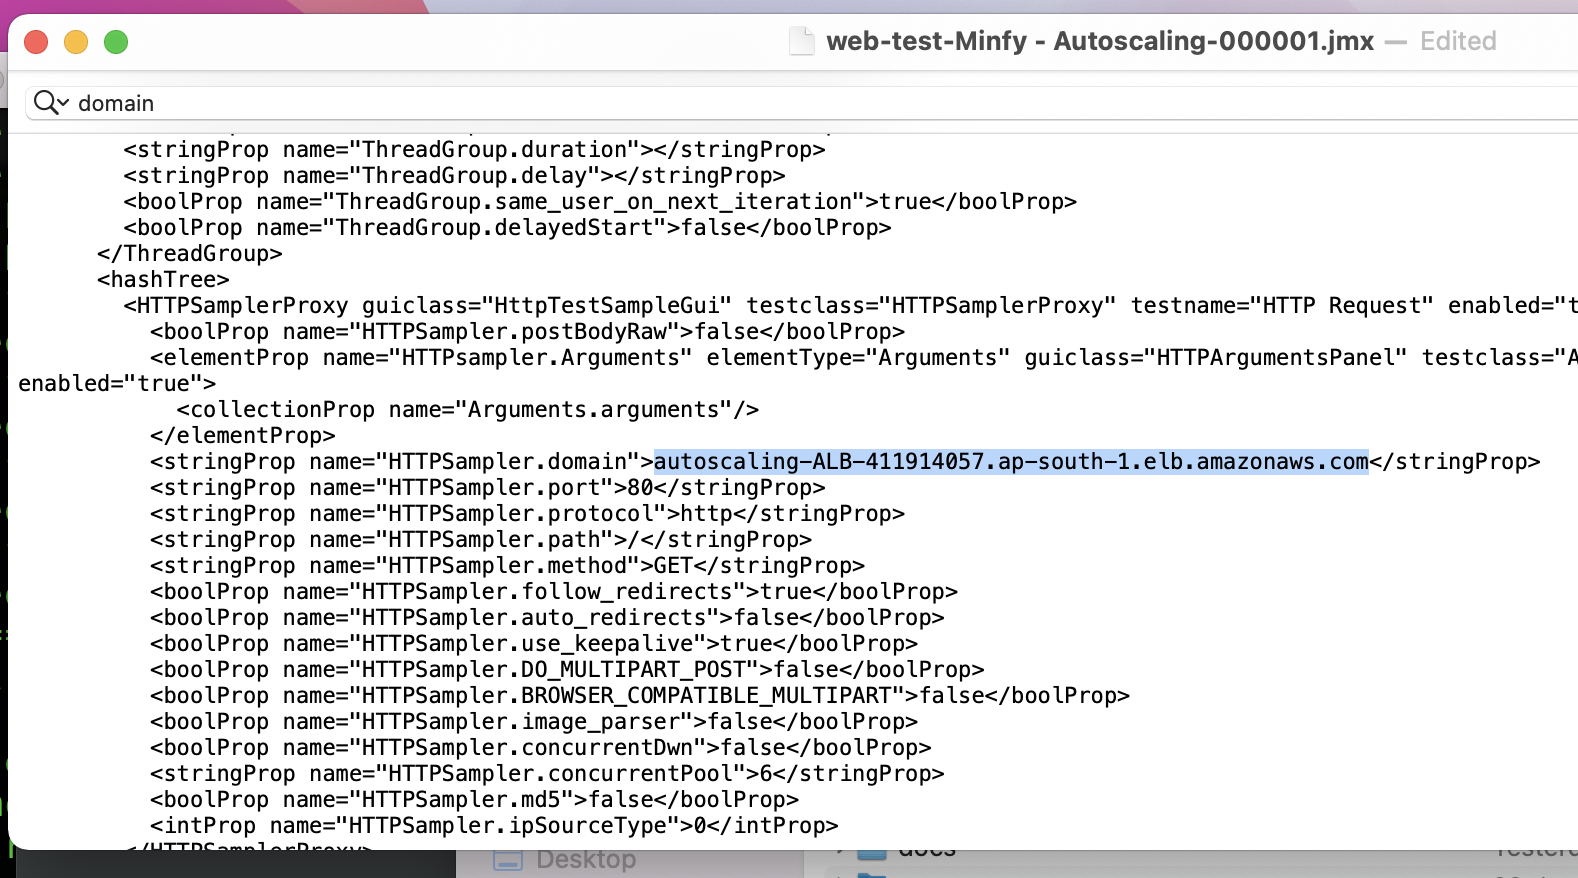 web-test-Minfy - Autoscaling-000001.jmx — Edited
domain
<stringProp name="ThreadGroup.duration"></stringProp>
<stringProp name="ThreadGroup.delay"></stringProp>
<boolProp name="ThreadGroup.same_user_on_next_iteration">true</boolProp>
<boolProp name="ThreadGroup.delayedStart">false</boolProp>
</ThreadGroup>
<hashTree>
<HTTPSamplerProxy guiclass="HttpTestSampleGui" testclass="HTTPSamplerProxy" testname="HTTP Request" enabled="t
<boolProp name="HTTPSampler.postBodyRaw">false</boolProp>
<elementProp name="HTTPsampler.Arguments" elementType="Arguments" guiclass="HTTPArgumentsPanel" testclass="A
enabled="true">
<collectionProp name="Arguments.arguments"/>
</elementProp>
<stringProp name="HTTPSampler.domain">autoscaling-ALB-411914057.ap-south-1.elb.amazonaws.com</stringProp>
<stringProp name="HTTPSampler.port">80</stringProp>
<stringProp name="HTTPSampler.protocol">http</stringProp>
<stringProp name="HTTPSampler.path">/</stringProp>
<stringProp name="HTTPSampler.method">GET</stringProp>
<boolProp name="HTTPSampler.follow_redirects">true</boolProp>
<boolProp name="HTTPSampler.auto_redirects">false</boolProp>
<boolProp name="HTTPSampler.use_keepalive">true</boolProp>
<boolProp name="HTTPSampler.DO_MULTIPART_POST">false</boolProp>
<boolProp name="HTTPSampler.BROWSER_COMPATIBLE_MULTIPART">false</boolProp>
<boolProp name="HTTPSampler.image_parser">false</boolProp>
<boolProp name="HTTPSampler.concurrentDwn">false</boolProp>
<stringProp name="HTTPSampler.concurrentPool">6</stringProp>
<boolProp name="HTTPSampler.md5">false</boolProp>
<intProp name="HTTPSampler.ipSourceType">0</intProp>
</HTTPSamplerProxy>
Desktop docs